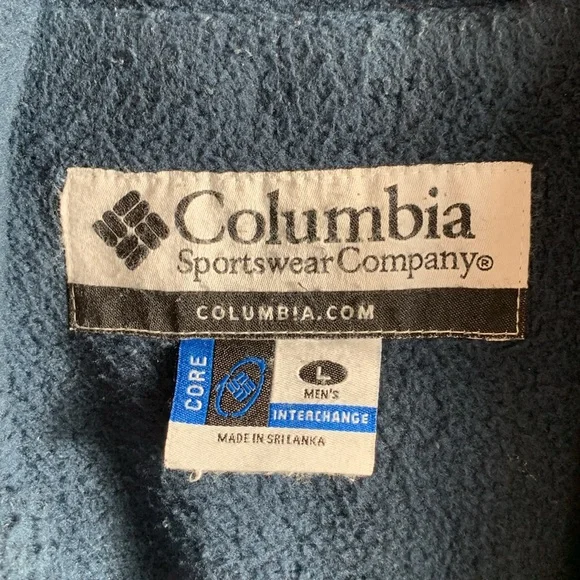 Columbia
Sportswear Company®
COLUMBIA.COM
CORE
L
MEN'S
INTERCHANGE
MADE IN SRI LANKA